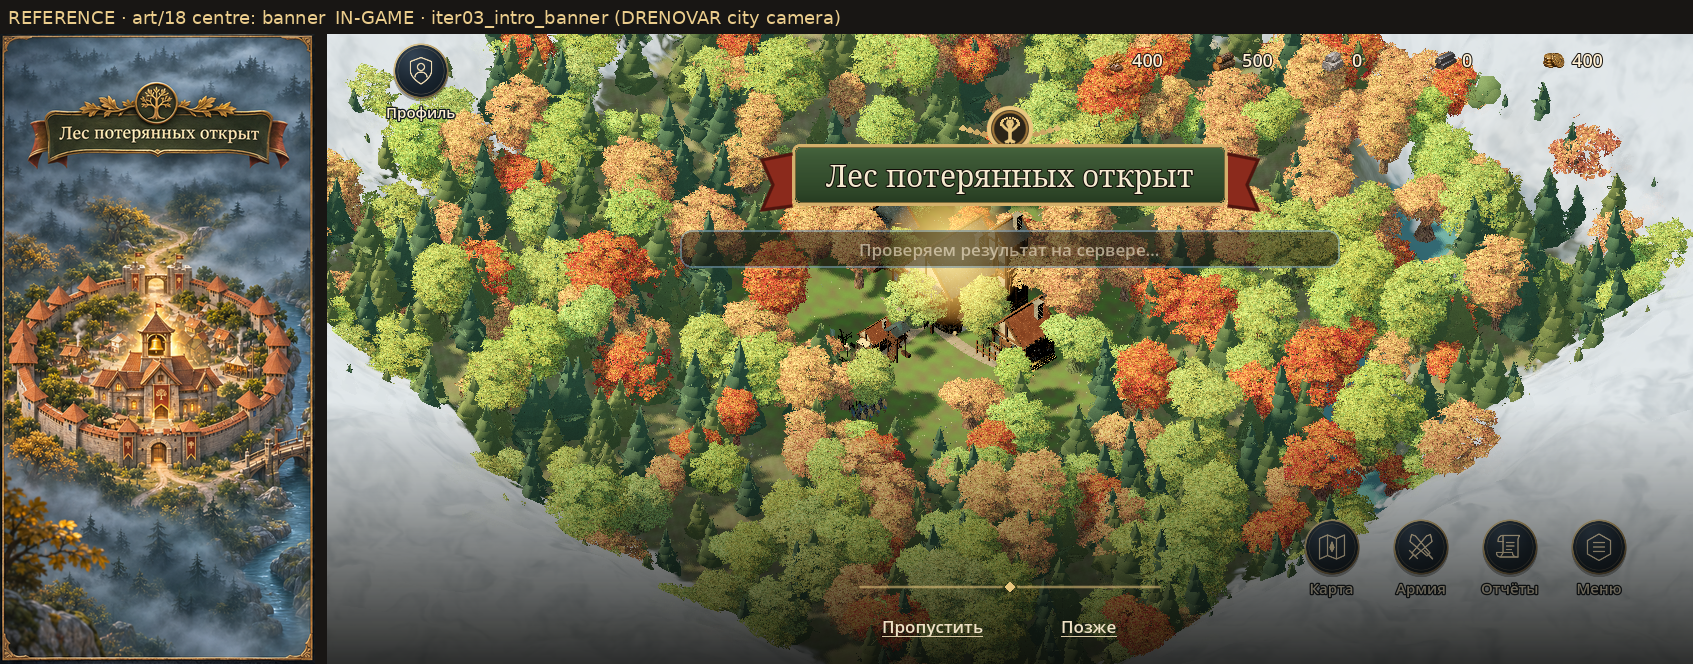 REFERENCE · art/18 centre: banner
IN-GAME · iter03_intro_banner (DRENOVAR city camera)
Лес потерянных открыт
Профиль
400
500
0
0
400
Лес потерянных открыт
Проверяем результат на сервере...
Карта
Армия
Отчёты
Меню
Пропустить
Позже